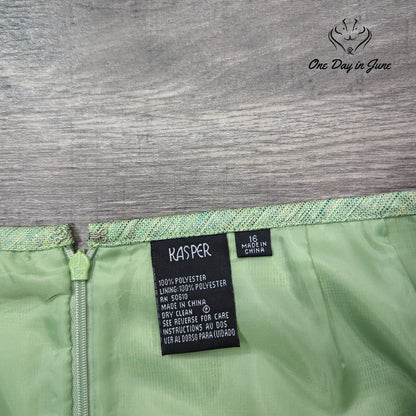 One Day in June
KASPER
100% POLYESTER
LINING: 100% POLYESTER
RN 50610
MADE IN CHINA
DRY CLEAN P
SEE REVERSE FOR CARE
INSTRUCTIONS AU DOS
VER AL DORSO PARA CUIDADO
16
MADE IN
CHINA